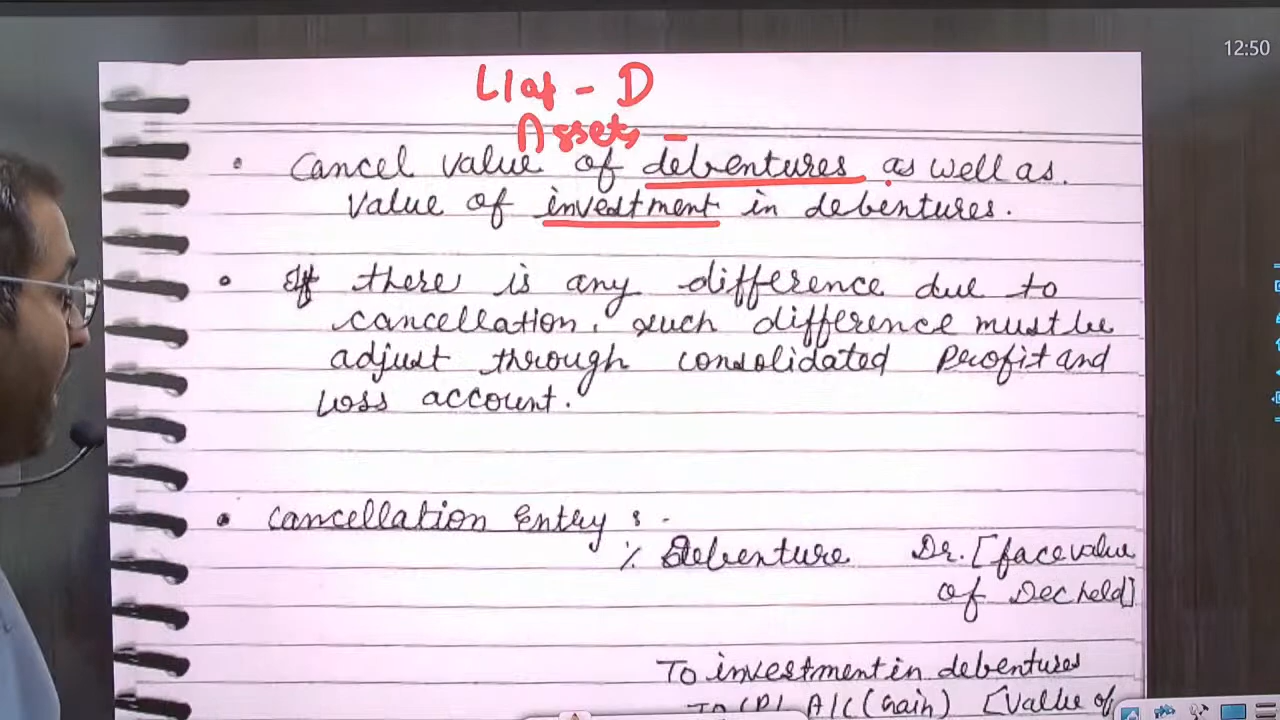 12:50
Liaf - D
Assets -
• Cancel value of debentures as well as.
value of investment in debentures.
• If there is any difference due to
cancellation, such difference must be
adjust through consolidated Profit and
Loss account.
• Cancellation Entry : -
% Debenture Dr. [face value
of Dec held]
To investment in debentures
To CPL A/C (Gain) [Value of